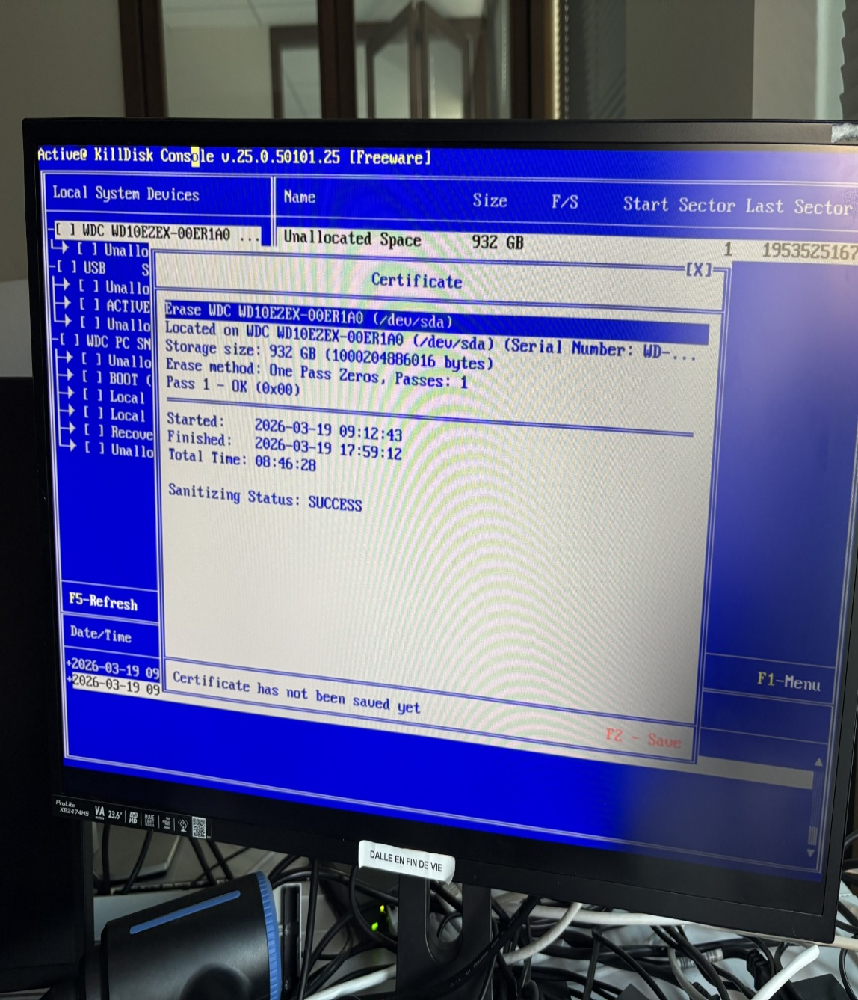 Active@ KillDisk Console v.25.0.50101.25 [Freeware]
Local System Devices
Name Size F/S Start Sector Last Sector
[ ] WDC WD10EZEX-00ER1A0 ...
Unallocated Space 932 GB 1 1953525167
[ ] Unallo
[ ] USB S
[ ] Unallo
[ ] ACTIVE
[ ] Unallo
[ ] WDC PC SN
[ ] Unallo
[ ] BOOT (
[ ] Local
[ ] Local
[ ] Recove
[ ] Unallo
Certificate [X]
Erase WDC WD10EZEX-00ER1A0 (/dev/sda)
Located on WDC WD10EZEX-00ER1A0 (/dev/sda) (Serial Number: WD-...
Storage size: 932 GB (1000204886016 bytes)
Erase method: One Pass Zeros, Passes: 1
Pass 1 - OK (0x00)
Started: 2026-03-19 09:12:43
Finished: 2026-03-19 17:59:12
Total Time: 08:46:28
Sanitizing Status: SUCCESS
Certificate has not been saved yet
F2 - Save
F5-Refresh
F1-Menu
Date/Time
+2026-03-19 09
+2026-03-19 09
ProLite
XB2474HS
VA 23.6"
HD
BLUE
LIGHT
DALLE EN FIN DE VIE